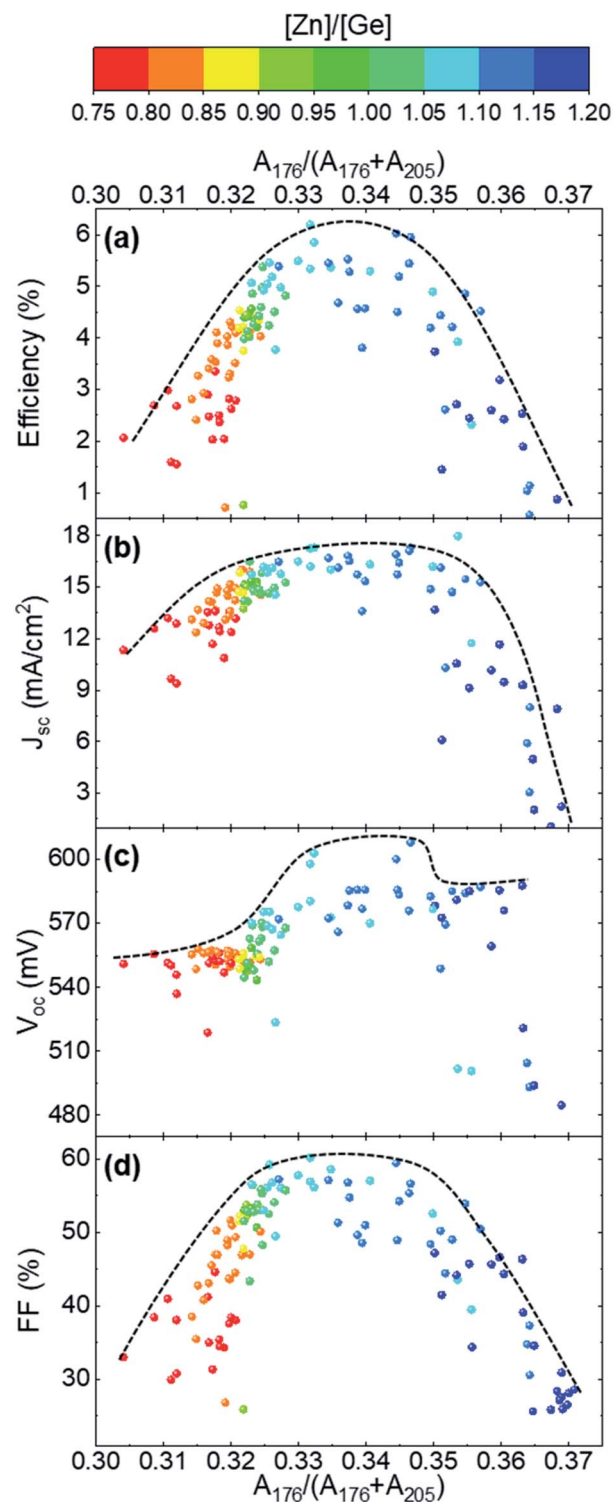 [Zn]/[Ge]
0.75 0.80 0.85 0.90 0.95 1.00 1.05 1.10 1.15 1.20
A₁₇₆/(A₁₇₆+A₂₀₅)
0.30 0.31 0.32 0.33 0.34 0.35 0.36 0.37
(a)
Efficiency (%)
6
5
4
3
2
1
(b)
J_sc (mA/cm²)
18
15
12
9
6
3
(c)
V_oc (mV)
600
570
540
510
480
(d)
FF (%)
60
50
40
30
0.30 0.31 0.32 0.33 0.34 0.35 0.36 0.37
A₁₇₆/(A₁₇₆+A₂₀₅)